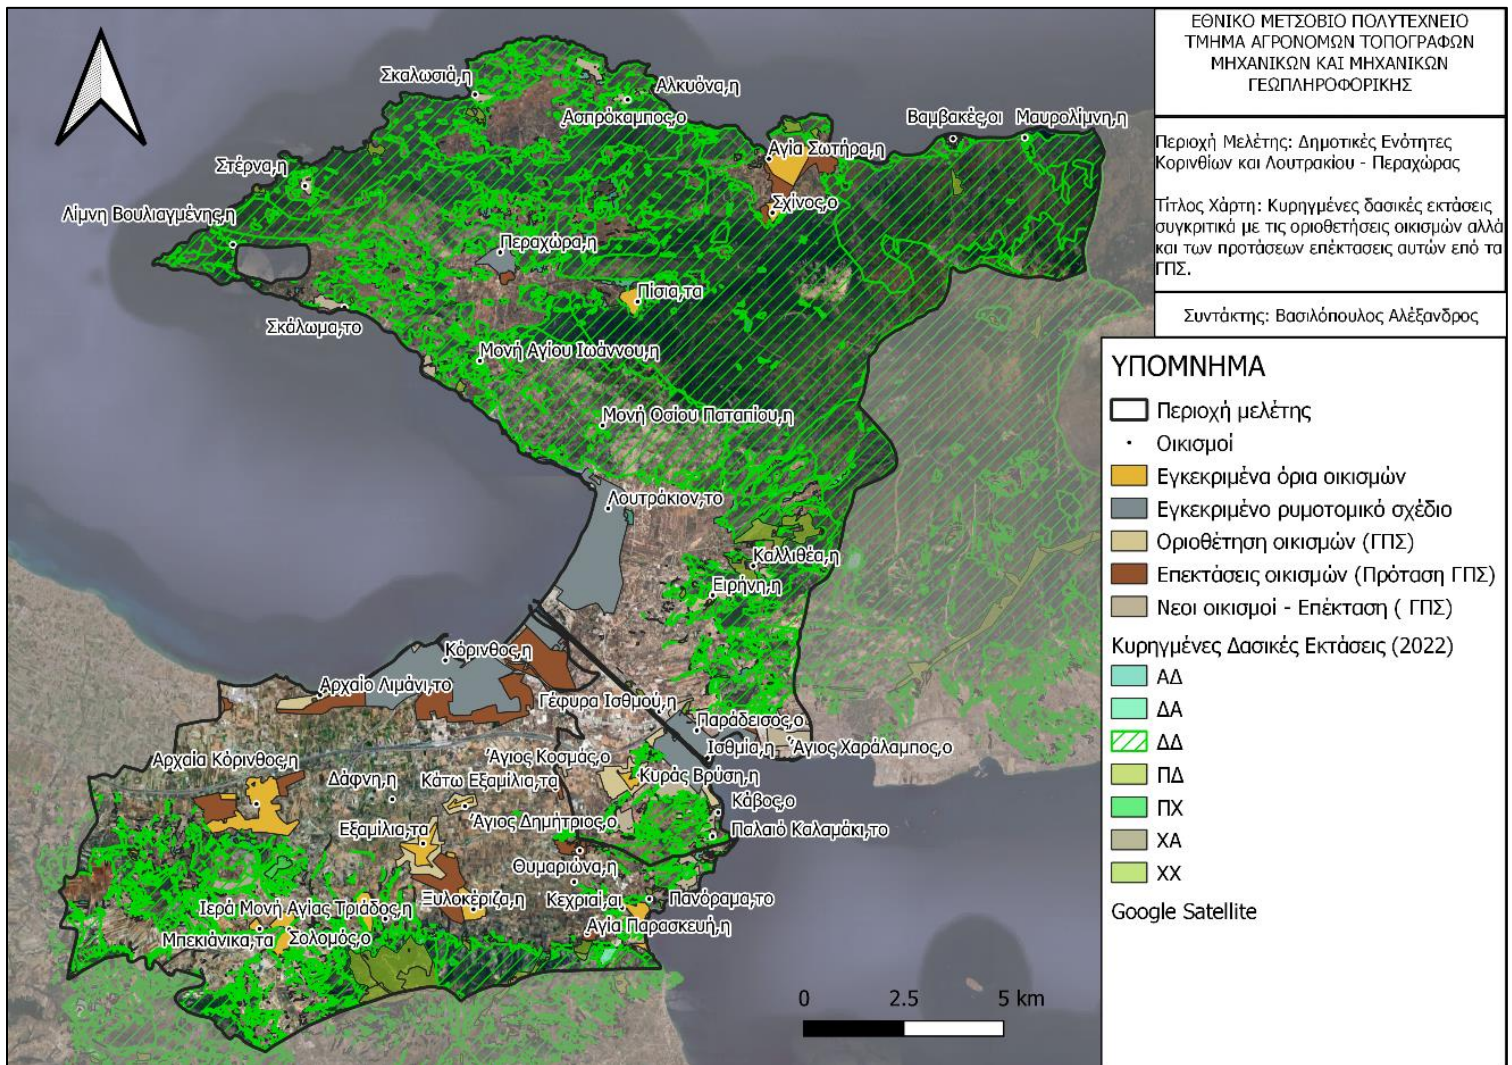 ΕΘΝΙΚΟ ΜΕΤΣΟΒΙΟ ΠΟΛΥΤΕΧΝΕΙΟ
ΤΜΗΜΑ ΑΓΡΟΝΟΜΩΝ ΤΟΠΟΓΡΑΦΩΝ
ΜΗΧΑΝΙΚΩΝ ΚΑΙ ΜΗΧΑΝΙΚΩΝ
ΓΕΩΠΛΗΡΟΦΟΡΙΚΗΣ
Περιοχή Μελέτης: Δημοτικές Ενότητες
Κορινθίων και Λουτρακίου - Περαχώρας
Τίτλος Χάρτη: Κυρηγμένες δασικές εκτάσεις
συγκριτικά με τις οριοθετήσεις οικισμών αλλά
και των προτάσεων επέκτασεις αυτών επό τα
ΓΠΣ.
Συντάκτης: Βασιλόπουλος Αλέξανδρος
ΥΠΟΜΝΗΜΑ
Περιοχή μελέτης
Οικισμοί
Εγκεκριμένα όρια οικισμών
Εγκεκριμένο ρυμοτομικό σχέδιο
Οριοθέτηση οικισμών (ΓΠΣ)
Επεκτάσεις οικισμών (Πρόταση ΓΠΣ)
Νεοι οικισμοί - Επέκταση ( ΓΠΣ)
Κυρηγμένες Δασικές Εκτάσεις (2022)
ΑΔ
ΔΑ
ΔΔ
ΠΔ
ΠΧ
ΧΑ
ΧΧ
Google Satellite
Σκαλωσιά,η
Αλκυόνα,η
Ασπρόκαμπος,ο
Βαμβακές,οι
Μαυρολίμνη,η
Αγία Σωτήρα,η
Στέρνα,η
Σχίνος,ο
Λίμνη Βουλιαγμένης,η
Περαχώρα,η
Πίσια,τα
Σκάλωμα,το
Μονή Αγίου Ιωάννου,η
Μονή Οσίου Παταπίου,η
Λουτράκιον,το
Καλλιθέα,η
Ειρήνη,η
Κόρινθος,η
Αρχαίο Λιμάνι,το
Γέφυρα Ισθμού,η
Παράδεισος,ο
Ισθμία,η
Άγιος Χαράλαμπος,ο
Αρχαία Κόρινθος,η
Άγιος Κοσμάς,ο
Δάφνη,η
Κάτω Εξαμίλια,τα
Κυράς Βρύση,η
Κάβος,ο
Άγιος Δημήτριος,ο
Εξαμίλια,τα
Παλαιό Καλαμάκι,το
Θυμαριώνα,η
Ξυλοκέριζα,η
Κεχριαί,αι
Πανόραμα,το
Ιερά Μονή Αγίας Τριάδος,η
Αγία Παρασκευή,η
Μπεκιάνικα,τα
Σολομός,ο
0 2.5 5 km